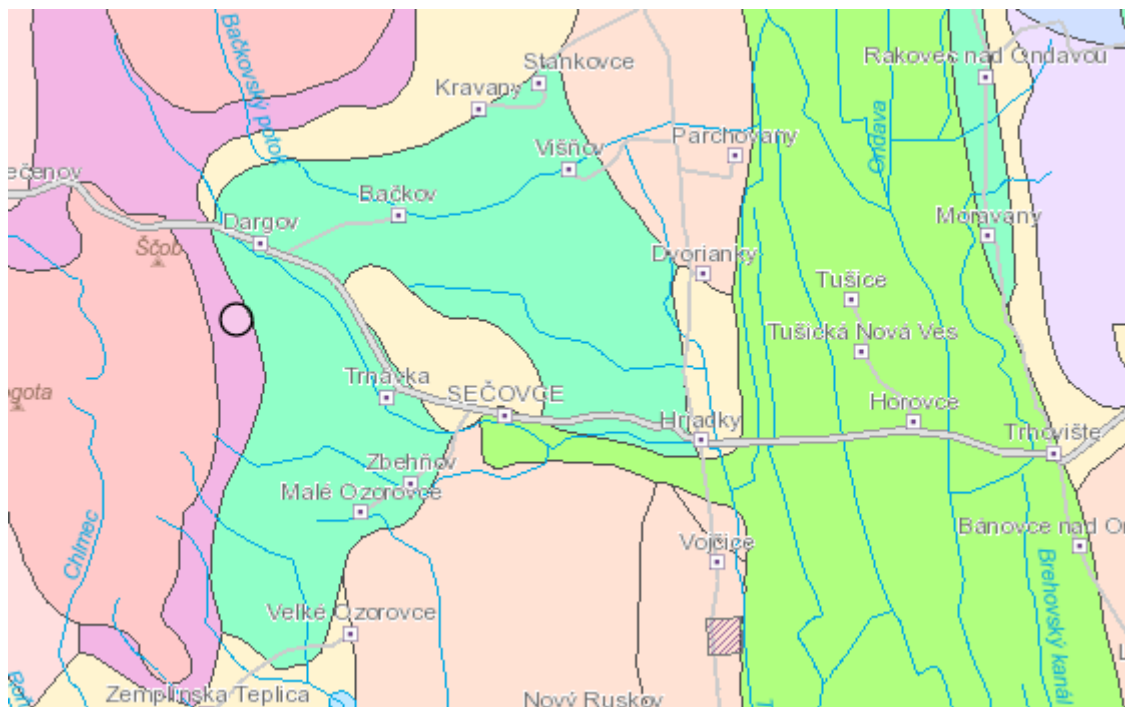 Stankovce
Rakovec nad Ondavou
Bačkovský potok
Kravany
Ondava
Parchovany
Višňov
ečenov
Bačkov
Dargov
Moravany
Ščob
Dvorianky
Tušice
Tušická Nová Ves
Trnávka
ogota
SEČOVCE
Horovce
Hriadky
Trhovište
Zbehňov
Malé Ozorovce
Chlmec
Bánovce nad On
Vojčice
Brehovský kanál
Veľké Ozorovce
L
Zemplínska Teplica
Nový Ruskov
T